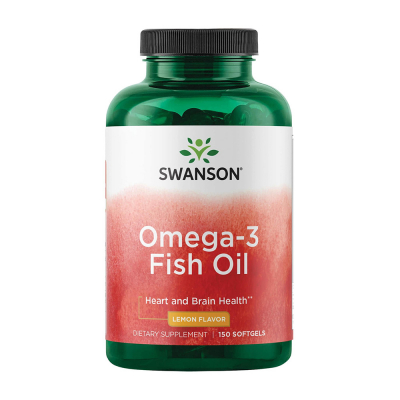 SWANSON®
Omega-3
Fish Oil
Heart and Brain Health**
LEMON FLAVOR
DIETARY SUPPLEMENT | 150 SOFTGELS